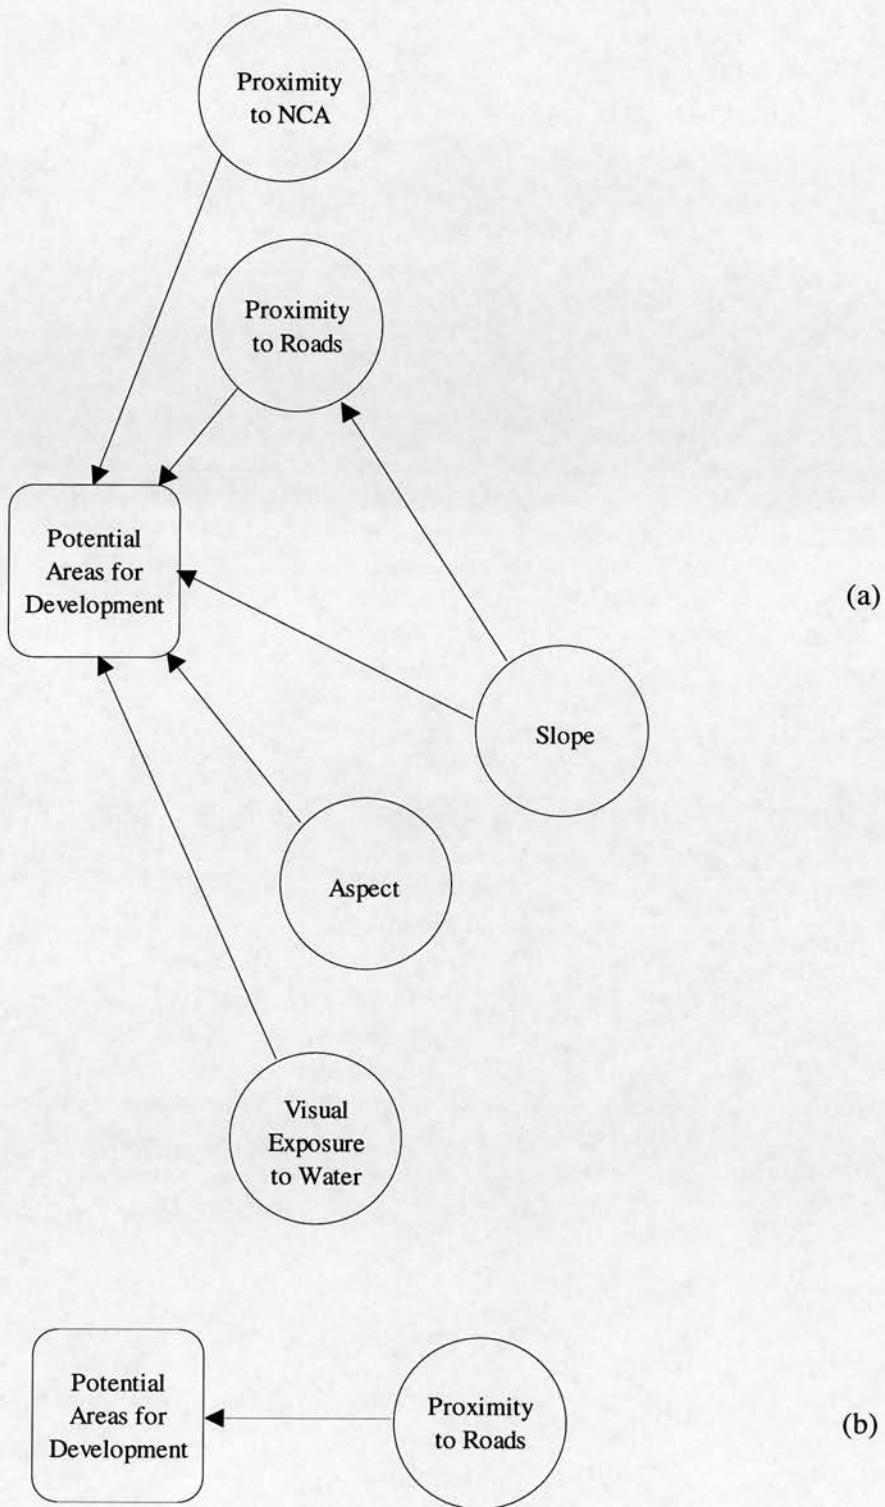 Proximity
to NCA
Proximity
to Roads
Potential
Areas for
Development
(a)
Slope
Aspect
Visual
Exposure
to Water
Potential
Areas for
Development
Proximity
to Roads
(b)